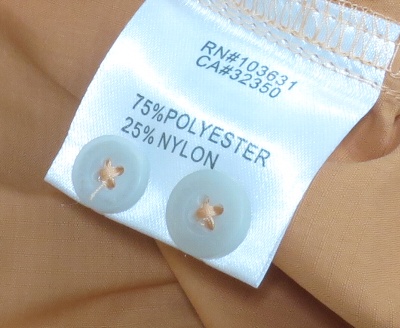 RN#103631
CA#32350
75%POLYESTER
25% NYLON